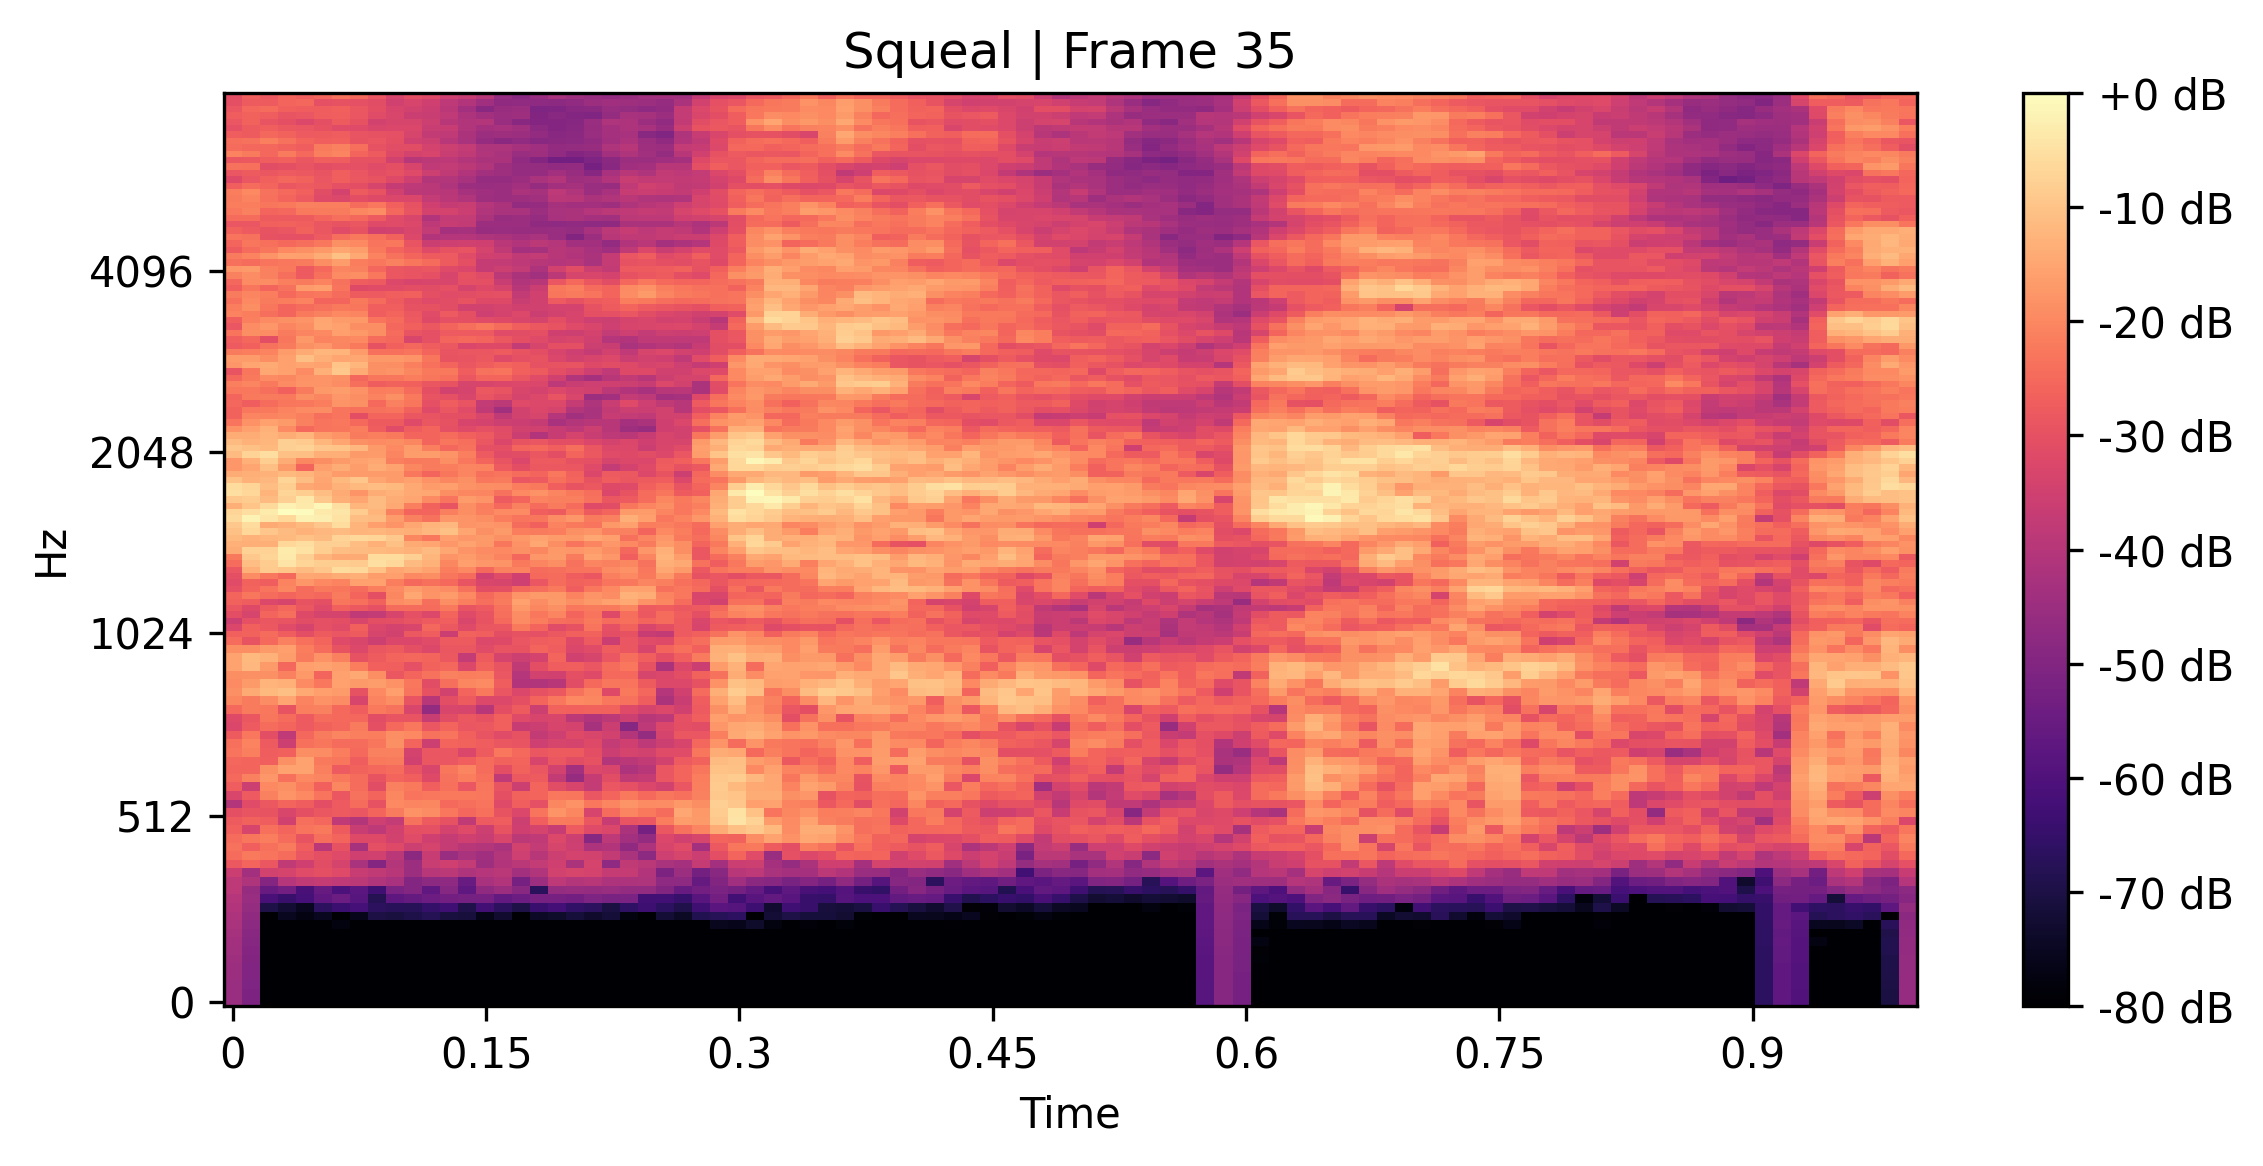 Squeal | Frame 35
+0 dB
-10 dB
-20 dB
-30 dB
-40 dB
-50 dB
-60 dB
-70 dB
-80 dB
4096
2048
1024
512
0
Hz
0 0.15 0.3 0.45 0.6 0.75 0.9
Time